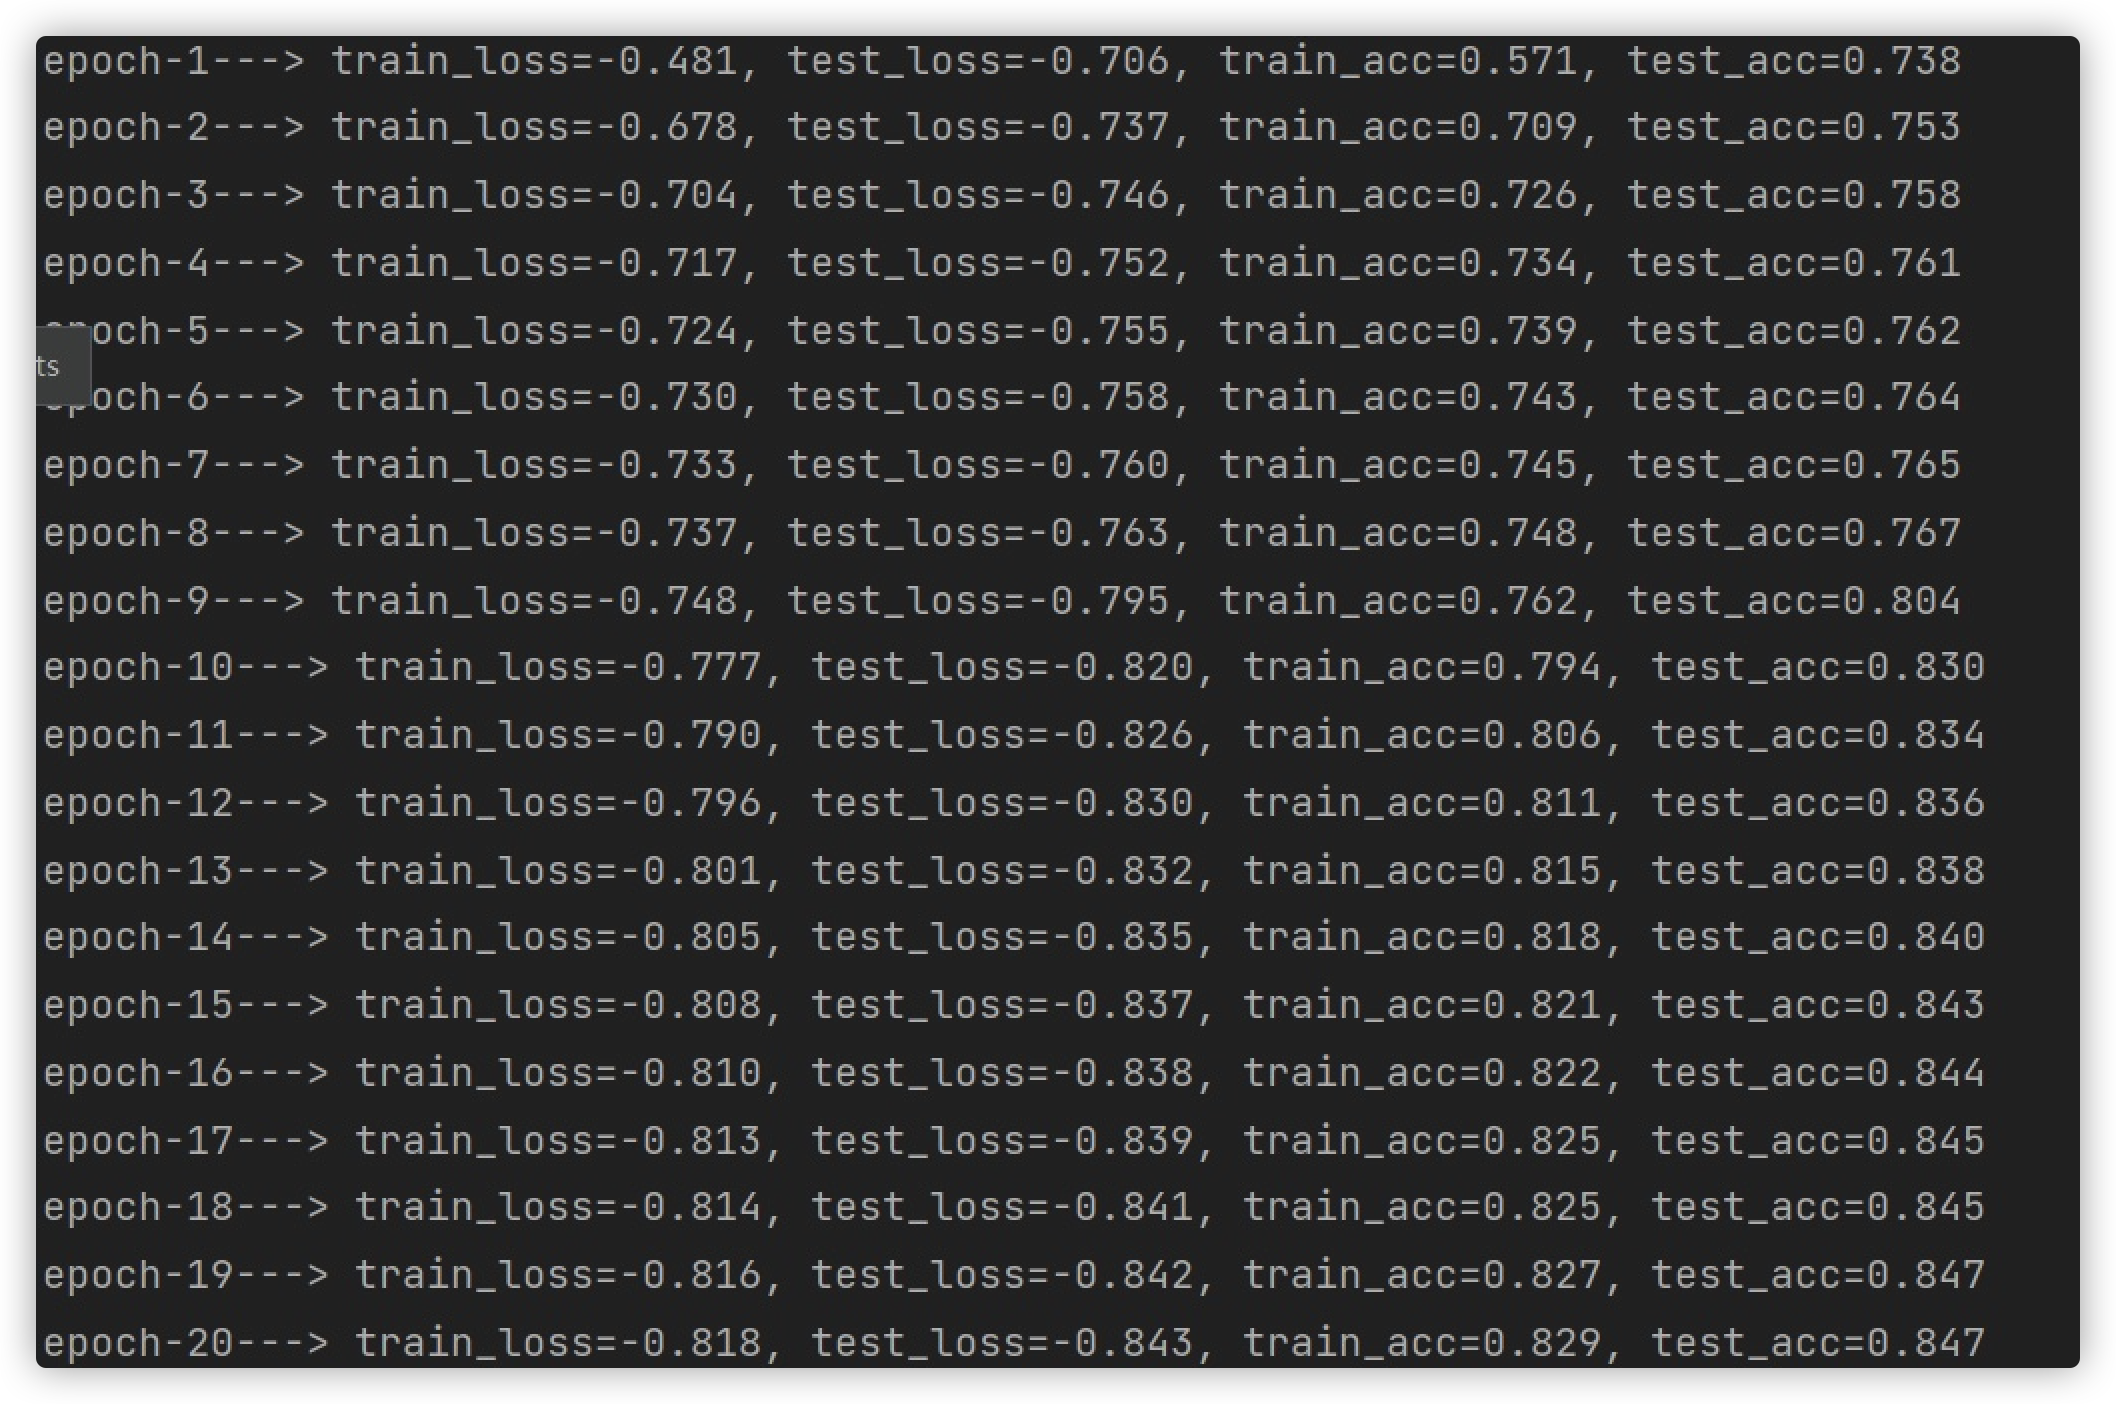 epoch-1---> train_loss=-0.481, test_loss=-0.706, train_acc=0.571, test_acc=0.738
epoch-2---> train_loss=-0.678, test_loss=-0.737, train_acc=0.709, test_acc=0.753
epoch-3---> train_loss=-0.704, test_loss=-0.746, train_acc=0.726, test_acc=0.758
epoch-4---> train_loss=-0.717, test_loss=-0.752, train_acc=0.734, test_acc=0.761
epoch-5---> train_loss=-0.724, test_loss=-0.755, train_acc=0.739, test_acc=0.762
ts
epoch-6---> train_loss=-0.730, test_loss=-0.758, train_acc=0.743, test_acc=0.764
epoch-7---> train_loss=-0.733, test_loss=-0.760, train_acc=0.745, test_acc=0.765
epoch-8---> train_loss=-0.737, test_loss=-0.763, train_acc=0.748, test_acc=0.767
epoch-9---> train_loss=-0.748, test_loss=-0.795, train_acc=0.762, test_acc=0.804
epoch-10---> train_loss=-0.777, test_loss=-0.820, train_acc=0.794, test_acc=0.830
epoch-11---> train_loss=-0.790, test_loss=-0.826, train_acc=0.806, test_acc=0.834
epoch-12---> train_loss=-0.796, test_loss=-0.830, train_acc=0.811, test_acc=0.836
epoch-13---> train_loss=-0.801, test_loss=-0.832, train_acc=0.815, test_acc=0.838
epoch-14---> train_loss=-0.805, test_loss=-0.835, train_acc=0.818, test_acc=0.840
epoch-15---> train_loss=-0.808, test_loss=-0.837, train_acc=0.821, test_acc=0.843
epoch-16---> train_loss=-0.810, test_loss=-0.838, train_acc=0.822, test_acc=0.844
epoch-17---> train_loss=-0.813, test_loss=-0.839, train_acc=0.825, test_acc=0.845
epoch-18---> train_loss=-0.814, test_loss=-0.841, train_acc=0.825, test_acc=0.845
epoch-19---> train_loss=-0.816, test_loss=-0.842, train_acc=0.827, test_acc=0.847
epoch-20---> train_loss=-0.818, test_loss=-0.843, train_acc=0.829, test_acc=0.847